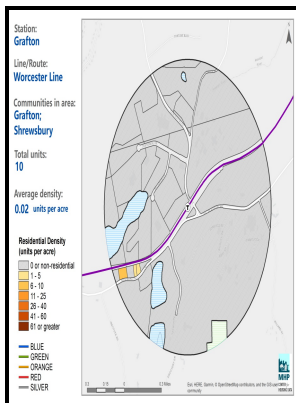 Station:
Grafton
Line/Route:
Worcester Line
Communities in area:
Grafton;
Shrewsbury
Total units:
10
Average density:
0.02 units per acre
Residential Density
(units per acre)
0 or non-residential
1 - 5
6 - 10
11 - 25
26 - 40
41 - 60
61 or greater
BLUE
GREEN
ORANGE
RED
SILVER
T
MHP